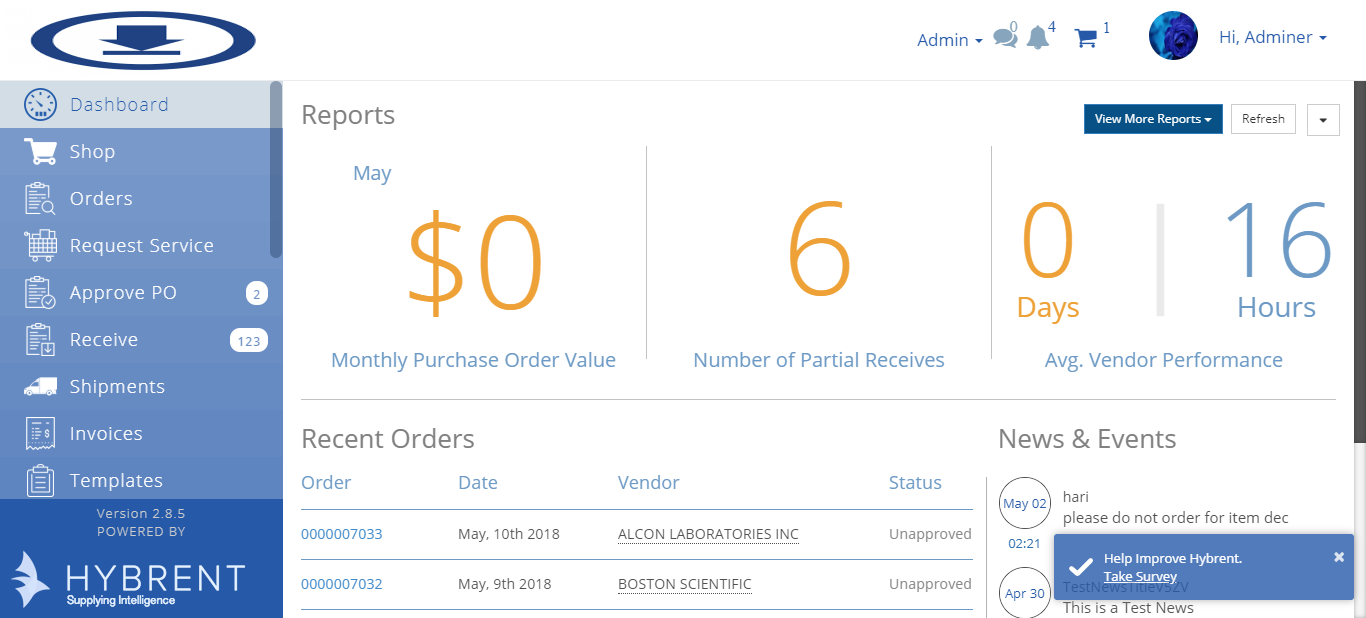 Admin
0
4
1
Hi, Adminer
Dashboard
Shop
Orders
Request Service
Approve PO 2
Receive 123
Shipments
Invoices
Templates
Version 2.8.5
POWERED BY
HYBRENT
Supplying Intelligence
Reports
View More Reports
Refresh
May
$0
Monthly Purchase Order Value
6
Number of Partial Receives
0 16
Days Hours
Avg. Vendor Performance
Recent Orders
Order Date Vendor Status
0000007033 May, 10th 2018 ALCON LABORATORIES INC Unapproved
0000007032 May, 9th 2018 BOSTON SCIENTIFIC Unapproved
News & Events
May 02
02:21
hari
please do not order for item dec
Apr 30
TestNewsTitleV5ZV
This is a Test News
Help Improve Hybrent.
Take Survey